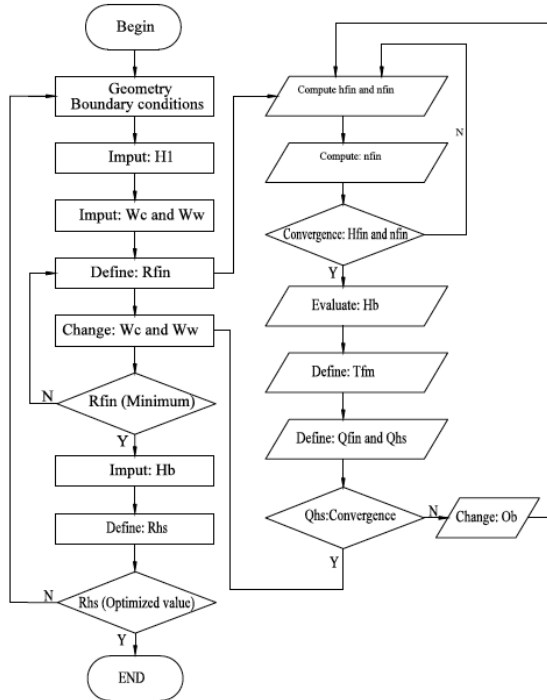 Begin
Geometry
Boundary conditions
Imput: H1
Imput: Wc and Ww
Define: Rfin
Change: Wc and Ww
N
Rfin (Minimum)
Y
Imput: Hb
Define: Rhs
N
Rhs (Optimized value)
Y
END
Compute hfin and nfin
N
Compute: nfin
Convergence: Hfin and nfin
Y
Evaluate: Hb
Define: Tfm
Define: Qfin and Qhs
Qhs:Convergence
N
Change: Ob
Y